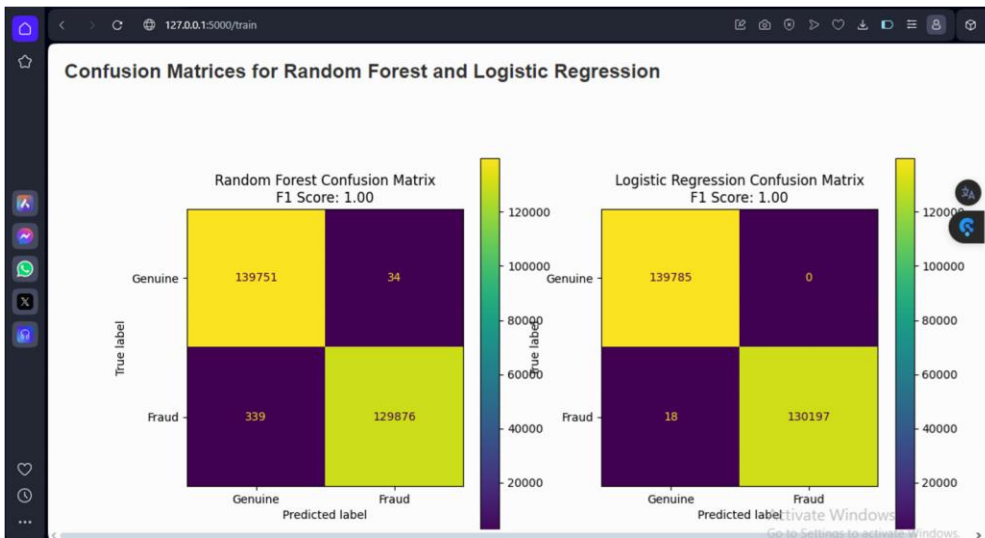 127.0.0.1:5000/train
Confusion Matrices for Random Forest and Logistic Regression
Random Forest Confusion Matrix
F1 Score: 1.00
Genuine
139751
34
True label
Fraud
339
129876
Genuine
Fraud
Predicted label
120000
100000
80000
60000
40000
20000
Logistic Regression Confusion Matrix
F1 Score: 1.00
Genuine
139785
0
True label
Fraud
18
130197
Genuine
Fraud
Predicted label
120000
100000
80000
60000
40000
20000
Activate Windows
Go to Settings to activate Windows.